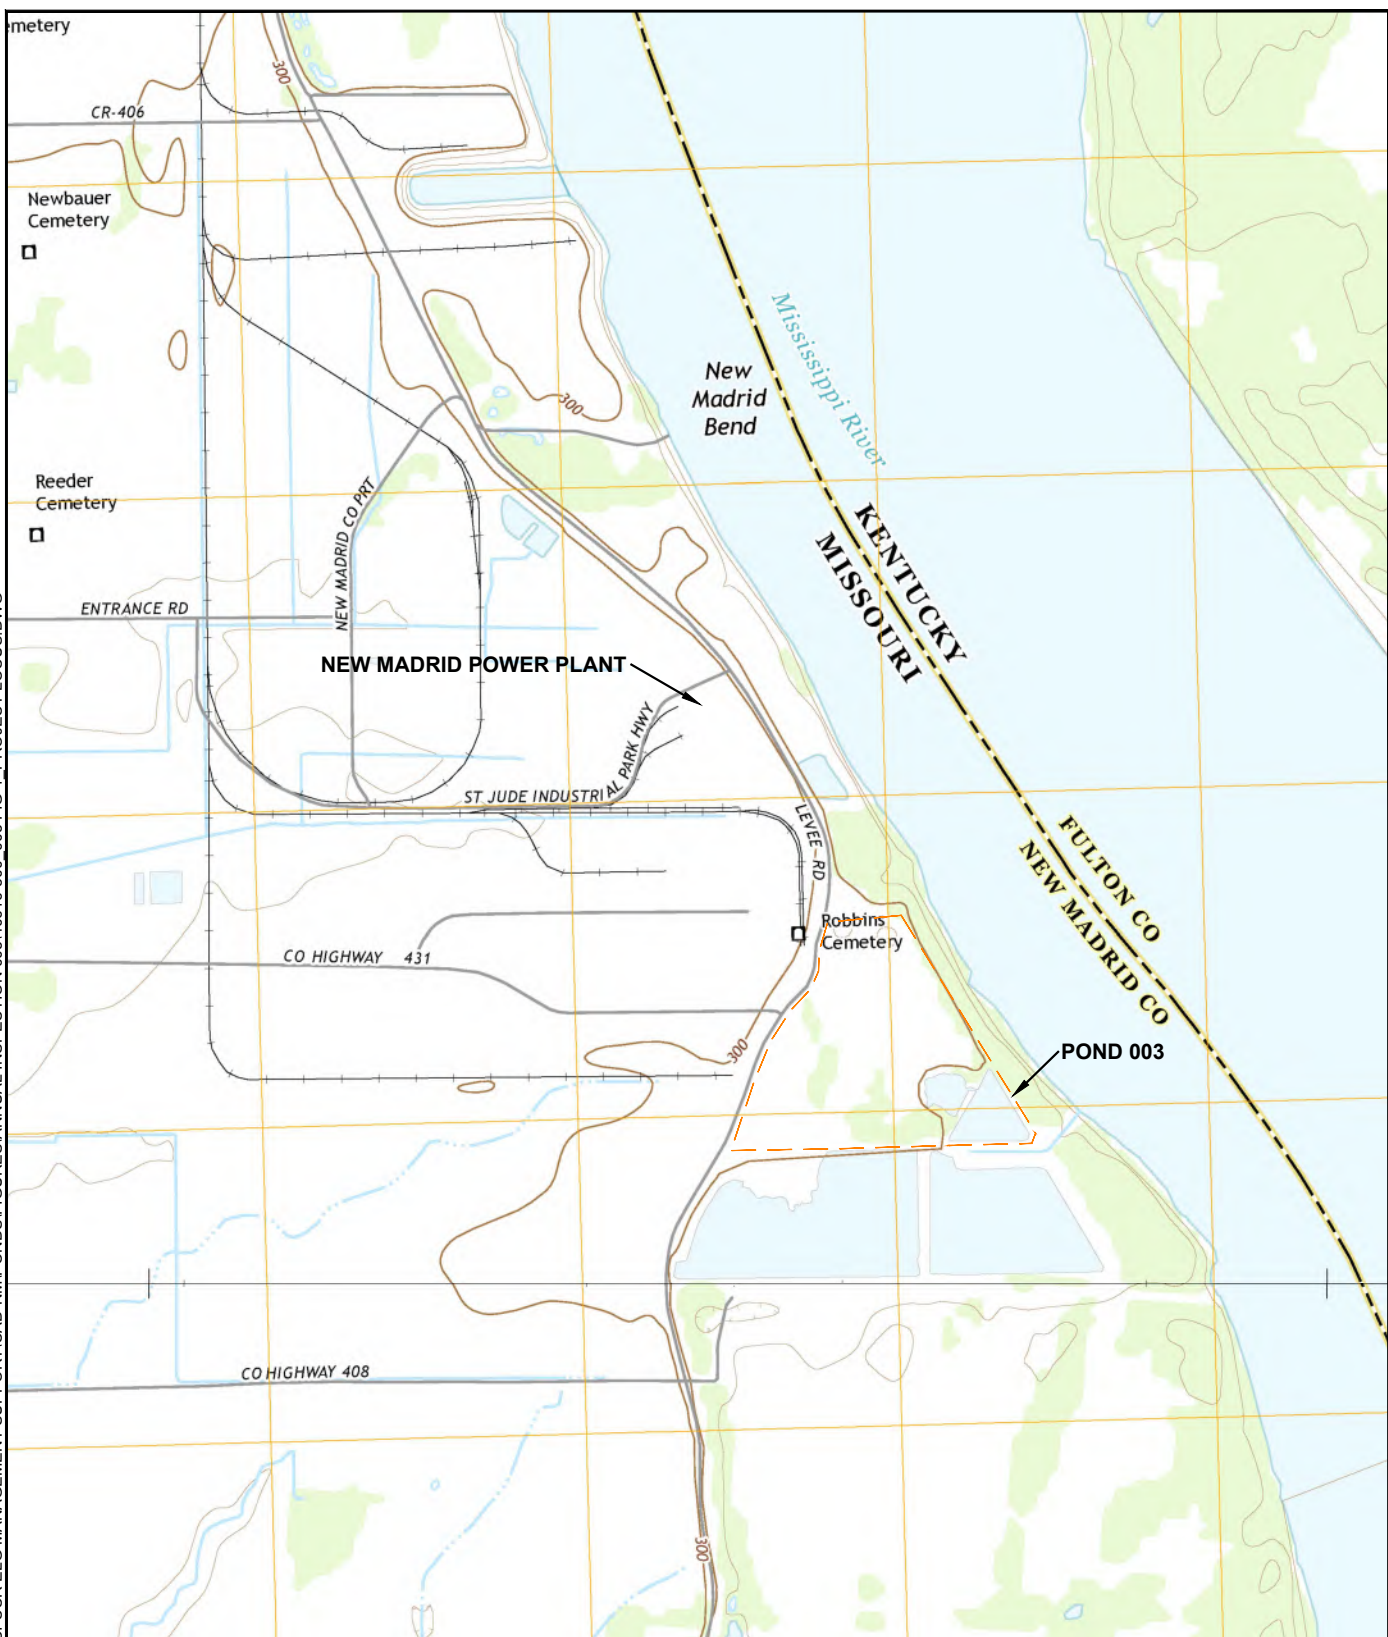 emetery
300
CR-406
Newbauer
Cemetery
Mississippi River
New
Madrid
Bend
300
Reeder
Cemetery
NEW MADRID CO PRT
KENTUCKY
MISSOURI
ENTRANCE RD
NEW MADRID POWER PLANT
ST JUDE INDUSTRIAL PARK HWY
LEVEE RD
FULTON CO
NEW MADRID CO
Robbins
Cemetery
CO HIGHWAY 431
300
POND 003
CO HIGHWAY 408
300